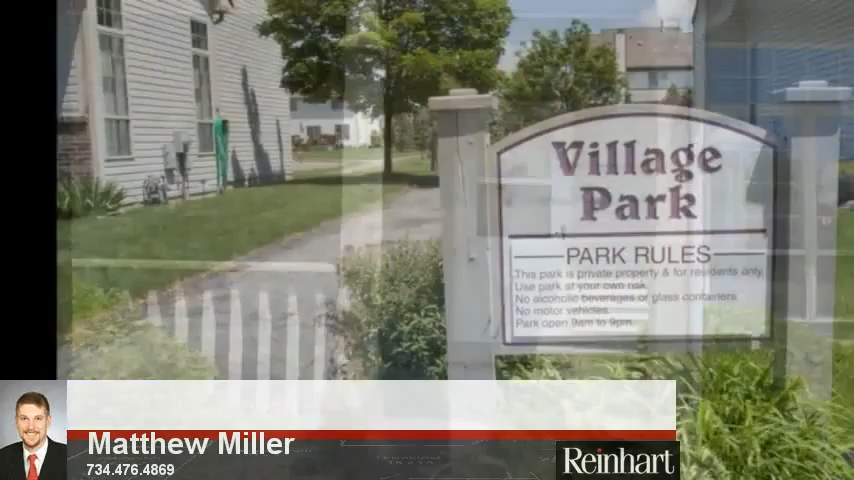 Village
Park
PARK RULES
This park is private property & for residents only.
Use park at your own risk.
No alcoholic beverages or glass containers.
No motor vehicles.
Park open 9am to 9pm.
Matthew Miller
734.476.4869
Reinhart